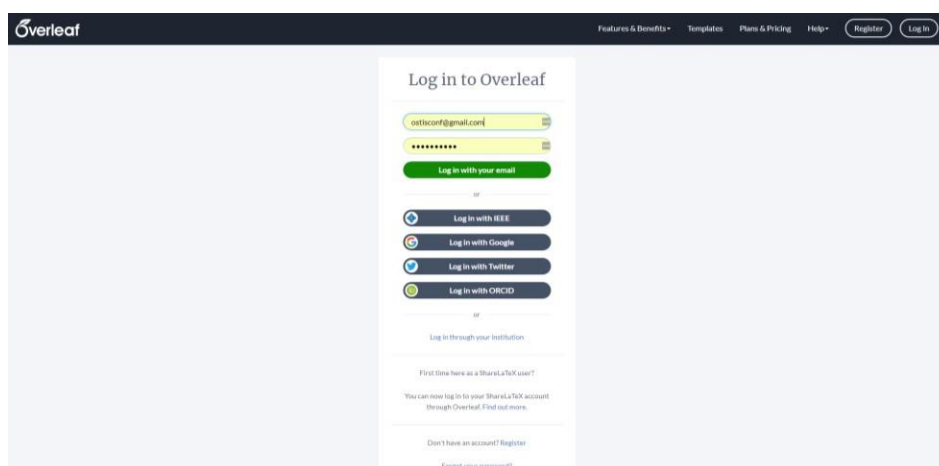 Overleaf
Features & Benefits Templates Plans & Pricing Help Register Log In
Log in to Overleaf
ostisconf@gmail.com
••••••••••
Log in with your email
or
Log in with IEEE
Log in with Google
Log in with Twitter
Log in with ORCID
or
Log in through your institution
First time here as a ShareLaTeX user?
You can now log in to your ShareLaTeX account
through Overleaf. Find out more.
Don't have an account? Register
Forgot your password?